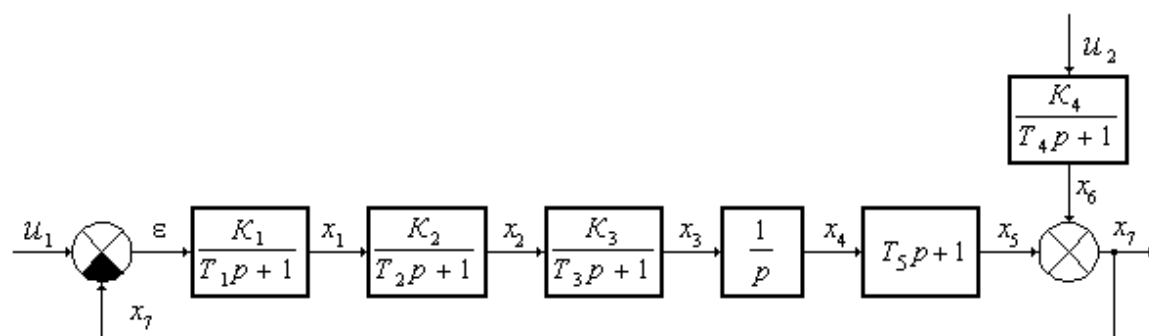 u₂
K₄
T₄p + 1
x₆
u₁ ε K₁ x₁ K₂ x₂ K₃ x₃ 1 x₄ T₅p + 1 x₅ x₇
T₁p + 1 T₂p + 1 T₃p + 1 p
x₇